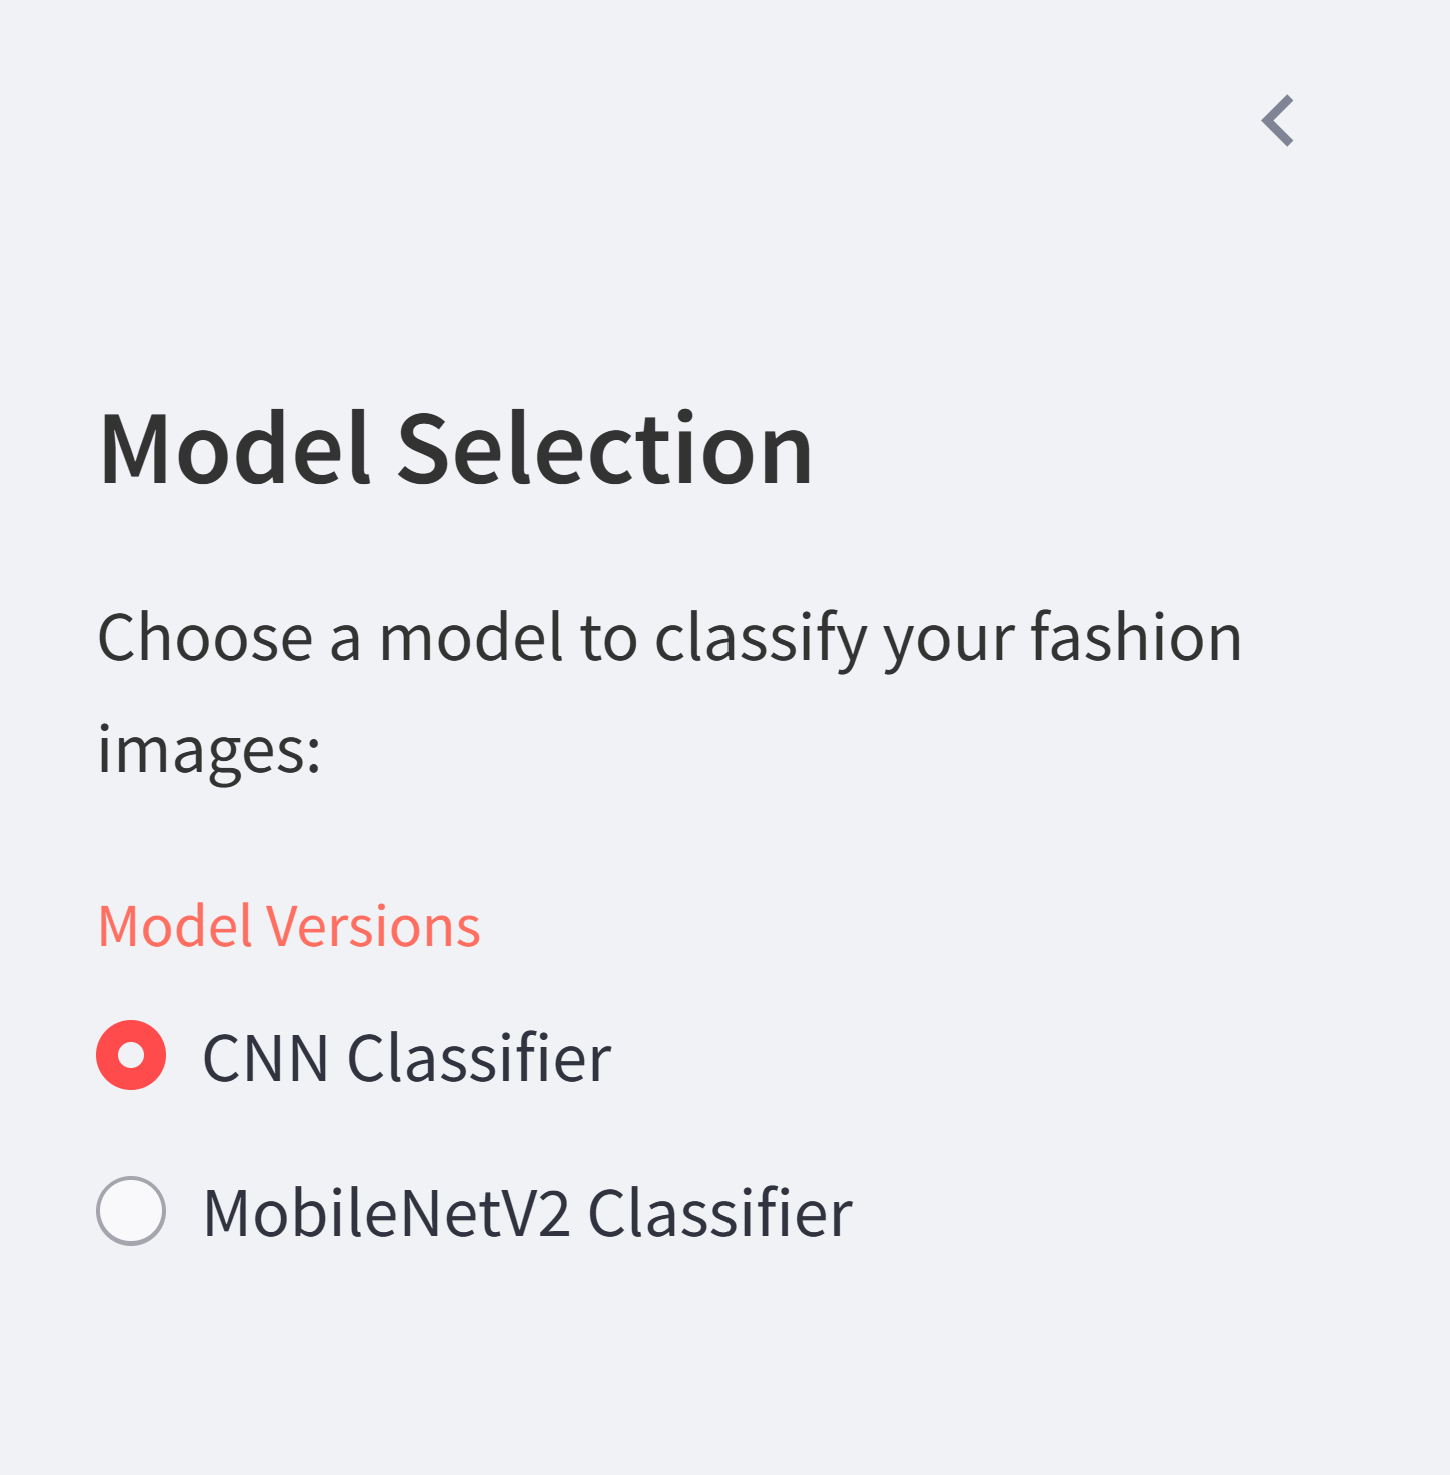 Model Selection
Choose a model to classify your fashion
images:
Model Versions
CNN Classifier
MobileNetV2 Classifier